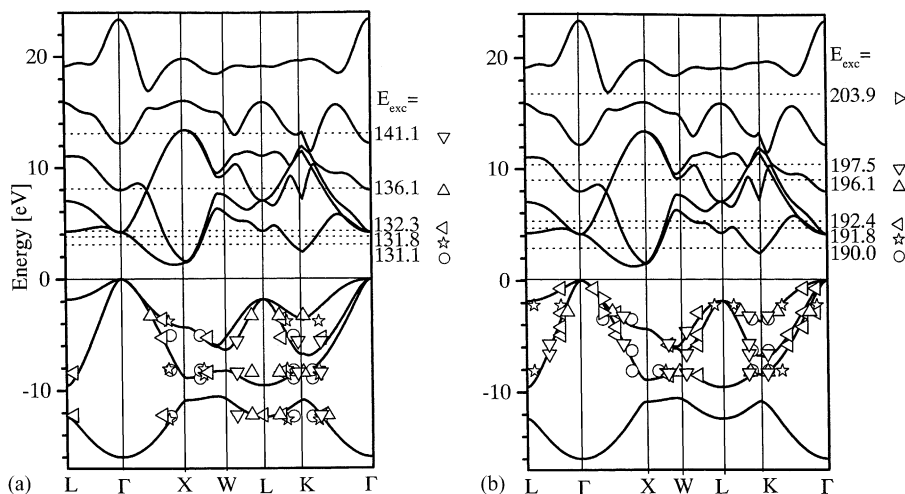 Energy [eV]
20
10
0
-10
E_exc=
141.1
136.1
132.3
131.8
131.1
(a)
L Γ X W L K Γ
20
10
0
-10
E_exc=
203.9
197.5
196.1
192.4
191.8
190.0
(b)
L Γ X W L K Γ